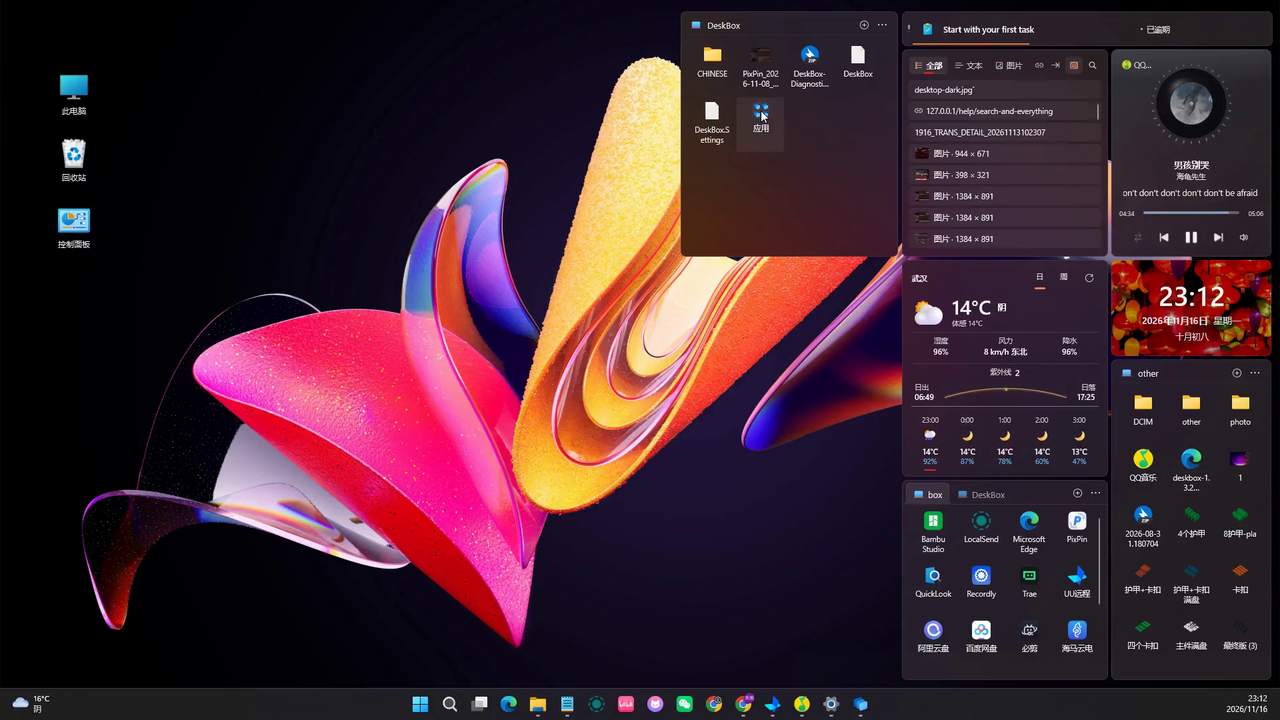 此电脑
回收站
控制面板
DeskBox
CHINESE
PixPin_202
6-11-08_...
DeskBox-
Diagnosti...
DeskBox
DeskBox.S
ettings
应用
Start with your first task
· 已逾期
全部
文本
图片
desktop-dark.jpg`
127.0.0.1/help/search-and-everything
1916_TRANS_DETAIL_20261113102307
图片 · 944 × 671
图片 · 398 × 321
图片 · 1384 × 891
图片 · 1384 × 891
图片 · 1384 × 891
QQ...
男孩别哭
海龟先生
on't don't don't don't don't be afraid
04:34
05:06
武汉
日
周
14°C 阴
体感 14°C
湿度
风力
降水
96%
8 km/h 东北
96%
紫外线 2
日出
06:49
日落
17:25
23:00
0:00
1:00
2:00
3:00
14°C
14°C
14°C
14°C
13°C
92%
87%
78%
60%
47%
23:12
2026年11月16日 星期一
十月初八
other
DCIM
other
photo
QQ音乐
deskbox-1.
3.2...
1
2026-08-3
1.180704
4个护甲
8护甲-pla
护甲+卡扣
护甲+卡扣
满盘
卡扣
四个卡扣
主件满盘
最终版 (3)
box
DeskBox
Bambu
Studio
LocalSend
Microsoft
Edge
PixPin
QuickLook
Recordly
Trae
UU远程
阿里云盘
百度网盘
必剪
海马云电
16°C
阴
23:12
2026/11/16